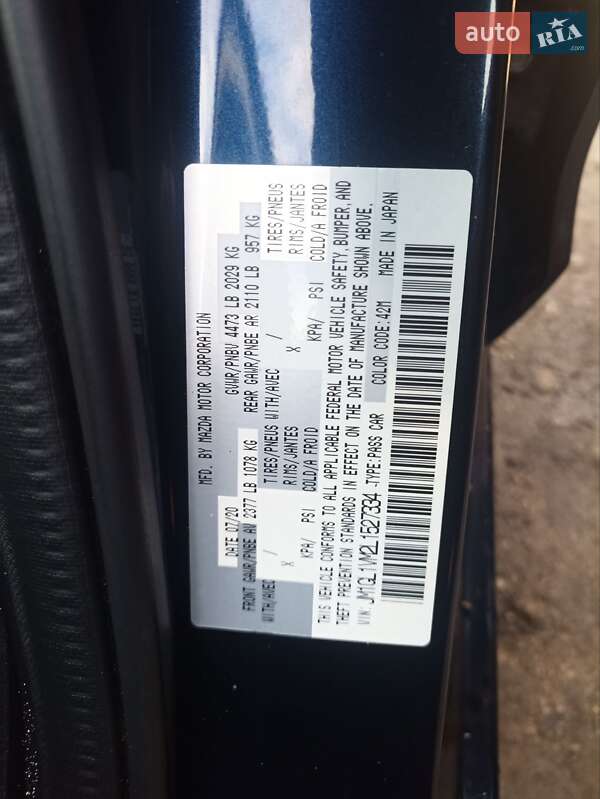 auto RIA .com
MFD. BY MAZDA MOTOR CORPORATION
DATE 07/20 GVWR/PNBV 4473 LB 2029 KG
FRONT GAWR/PNBE AV 2377 LB 1078 KG REAR GAWR/PNBE AR 2110 LB 957 KG
WITH/AVEC TIRES/PNEUS WITH/AVEC TIRES/PNEUS
/ RIMS/JANTES / RIMS/JANTES
X COLD/A FROID X COLD/A FROID
KPA/ PSI KPA/ PSI
THIS VEHICLE CONFORMS TO ALL APPLICABLE FEDERAL MOTOR VEHICLE SAFETY, BUMPER, AND
THEFT PREVENTION STANDARDS IN EFFECT ON THE DATE OF MANUFACTURE SHOWN ABOVE.
VIN: JM1GL1VM2L1527334 TYPE:PASS CAR COLOR CODE:42M MADE IN JAPAN